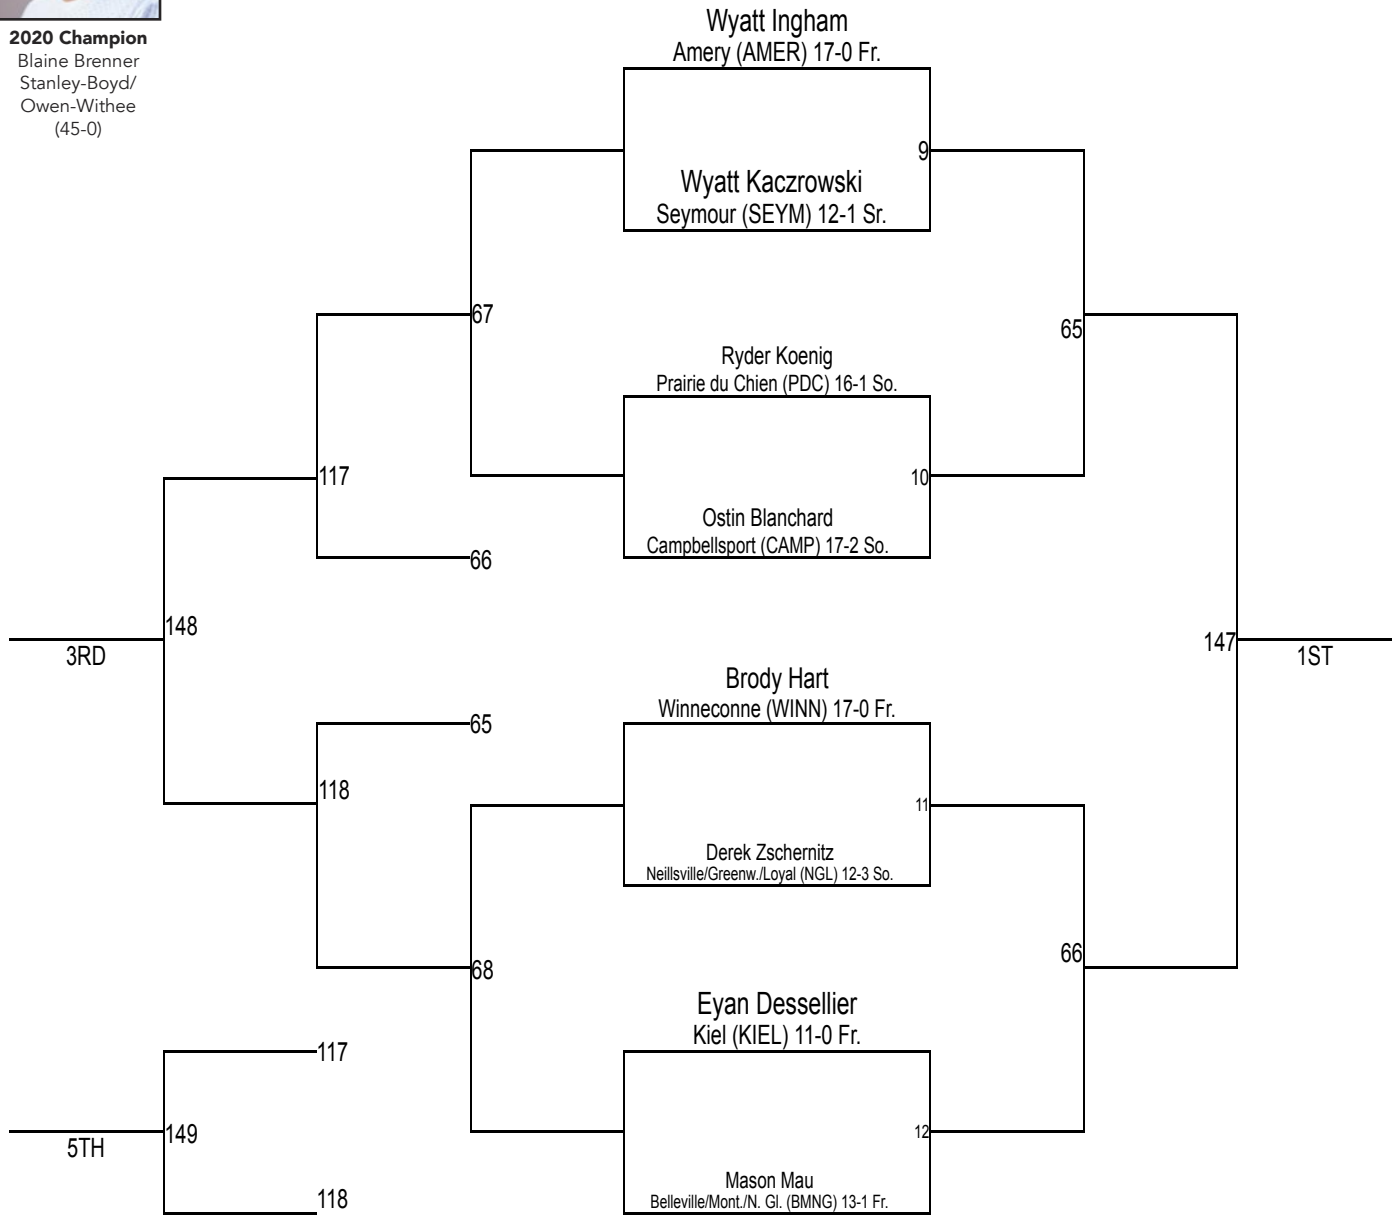 2020 Champion
Blaine Brenner
Stanley-Boyd/
Owen-Withee
(45-0)
Wyatt Ingham
Amery (AMER) 17-0 Fr.
9
Wyatt Kaczrowski
Seymour (SEYM) 12-1 Sr.
67
65
Ryder Koenig
Prairie du Chien (PDC) 16-1 So.
117
10
Ostin Blanchard
Campbellsport (CAMP) 17-2 So.
66
148
3RD
147
1ST
Brody Hart
Winneconne (WINN) 17-0 Fr.
65
118
11
Derek Zschernitz
Neillsville/Greenw./Loyal (NGL) 12-3 So.
68
66
Eyan Dessellier
Kiel (KIEL) 11-0 Fr.
117
149
5TH
12
Mason Mau
Belleville/Mont./N. Gl. (BMNG) 13-1 Fr.
118